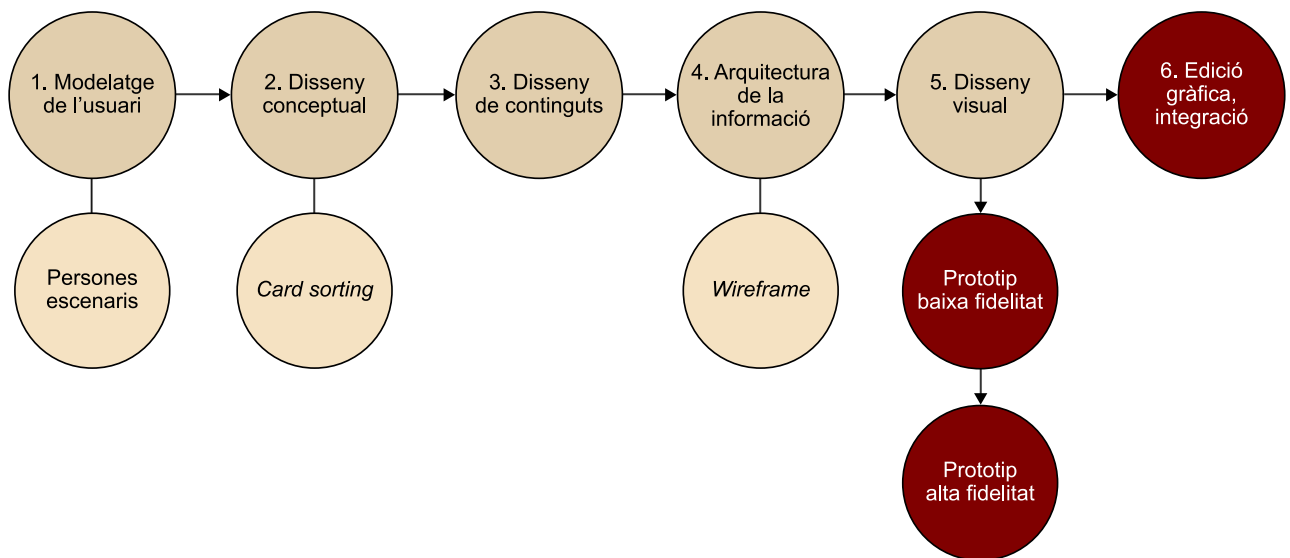 1. Modelatge
de l'usuari
2. Disseny
conceptual
3. Disseny
de continguts
4. Arquitectura
de la
informació
5. Disseny
visual
6. Edició
gràfica,
integració
Persones
escenaris
Card sorting
Wireframe
Prototip
baixa fidelitat
Prototip
alta fidelitat